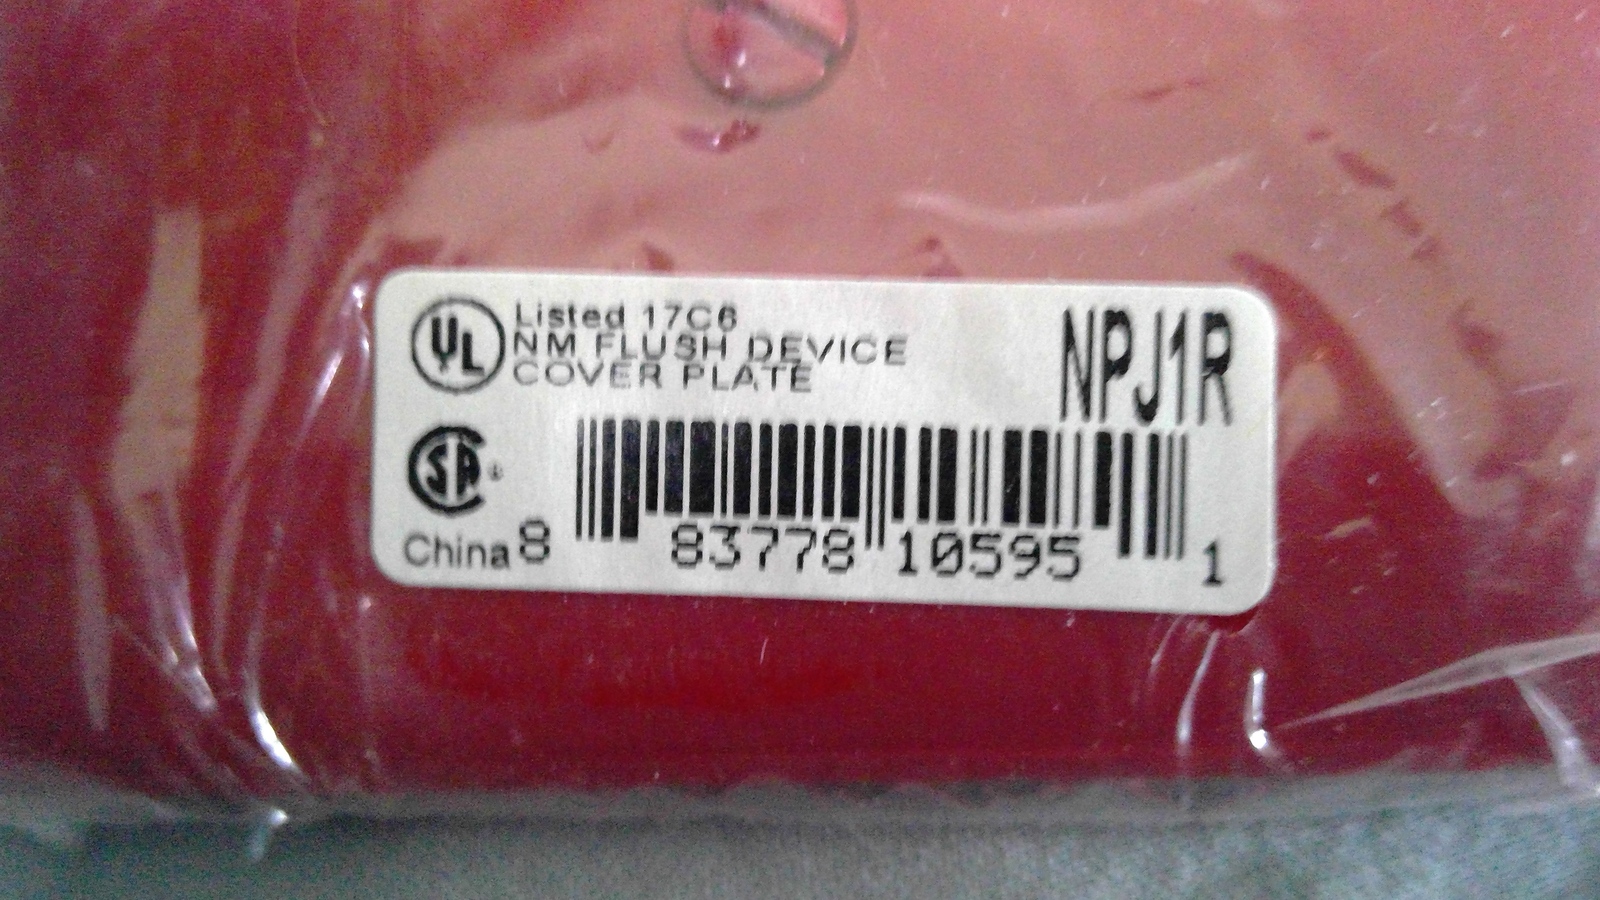 UL Listed 17C6
NM FLUSH DEVICE
COVER PLATE
NPJ1R
SA ®
China
8 83778 10595 1